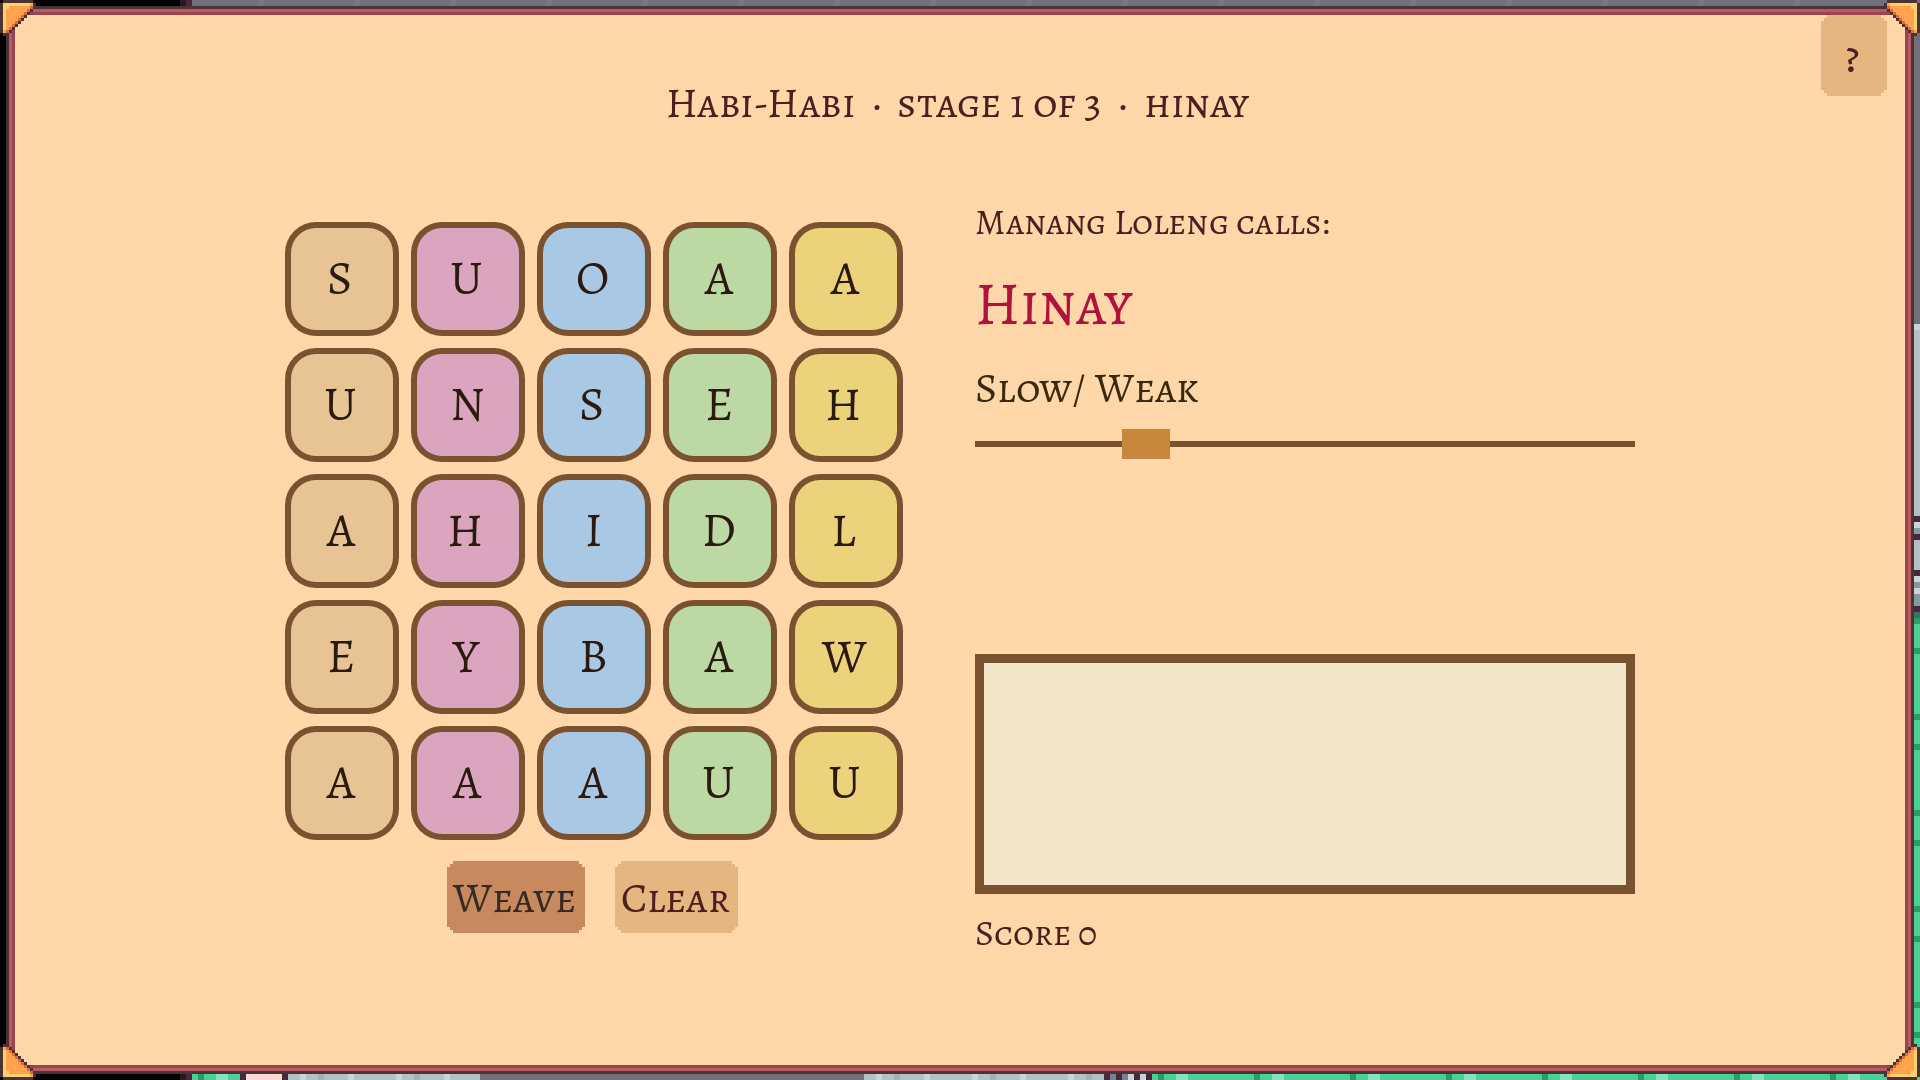 ?
Habi-Habi · stage 1 of 3 · hinay
Manang Loleng calls:
Hinay
Slow/ Weak
S U O A A
U N S E H
A H I D L
E Y B A W
A A A U U
Weave Clear
Score 0